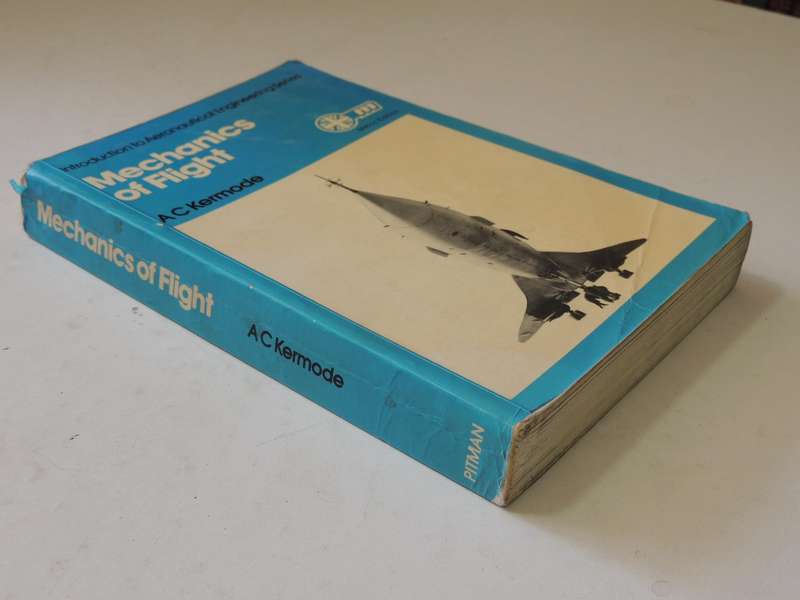 Introduction to Aeronautical Engineering Series
Mechanics
of Flight
A C Kermode
Mechanics of Flight
A C Kermode
PITMAN